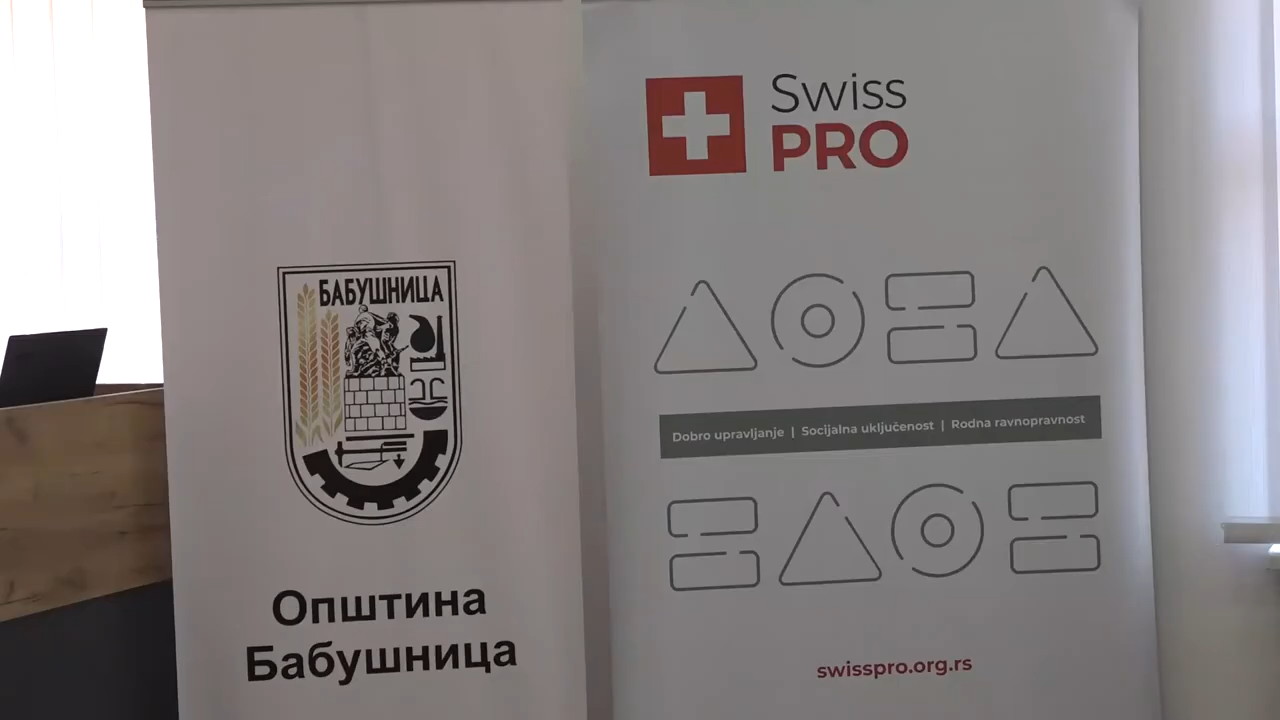 БАБУШНИЦА
Општина
Бабушница
Swiss
PRO
Dobro upravljanje | Socijalna uključenost | Rodna ravnopravnost
swisspro.org.rs